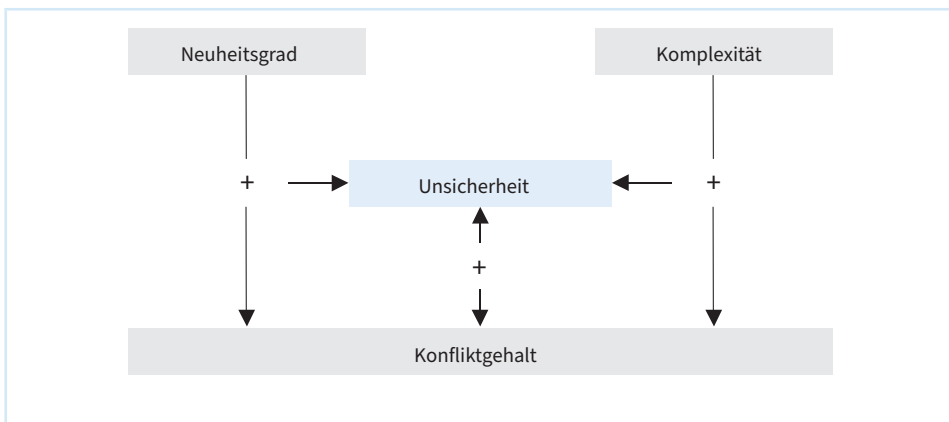 Neuheitsgrad
Komplexität
+
Unsicherheit
+
+
Konfliktgehalt